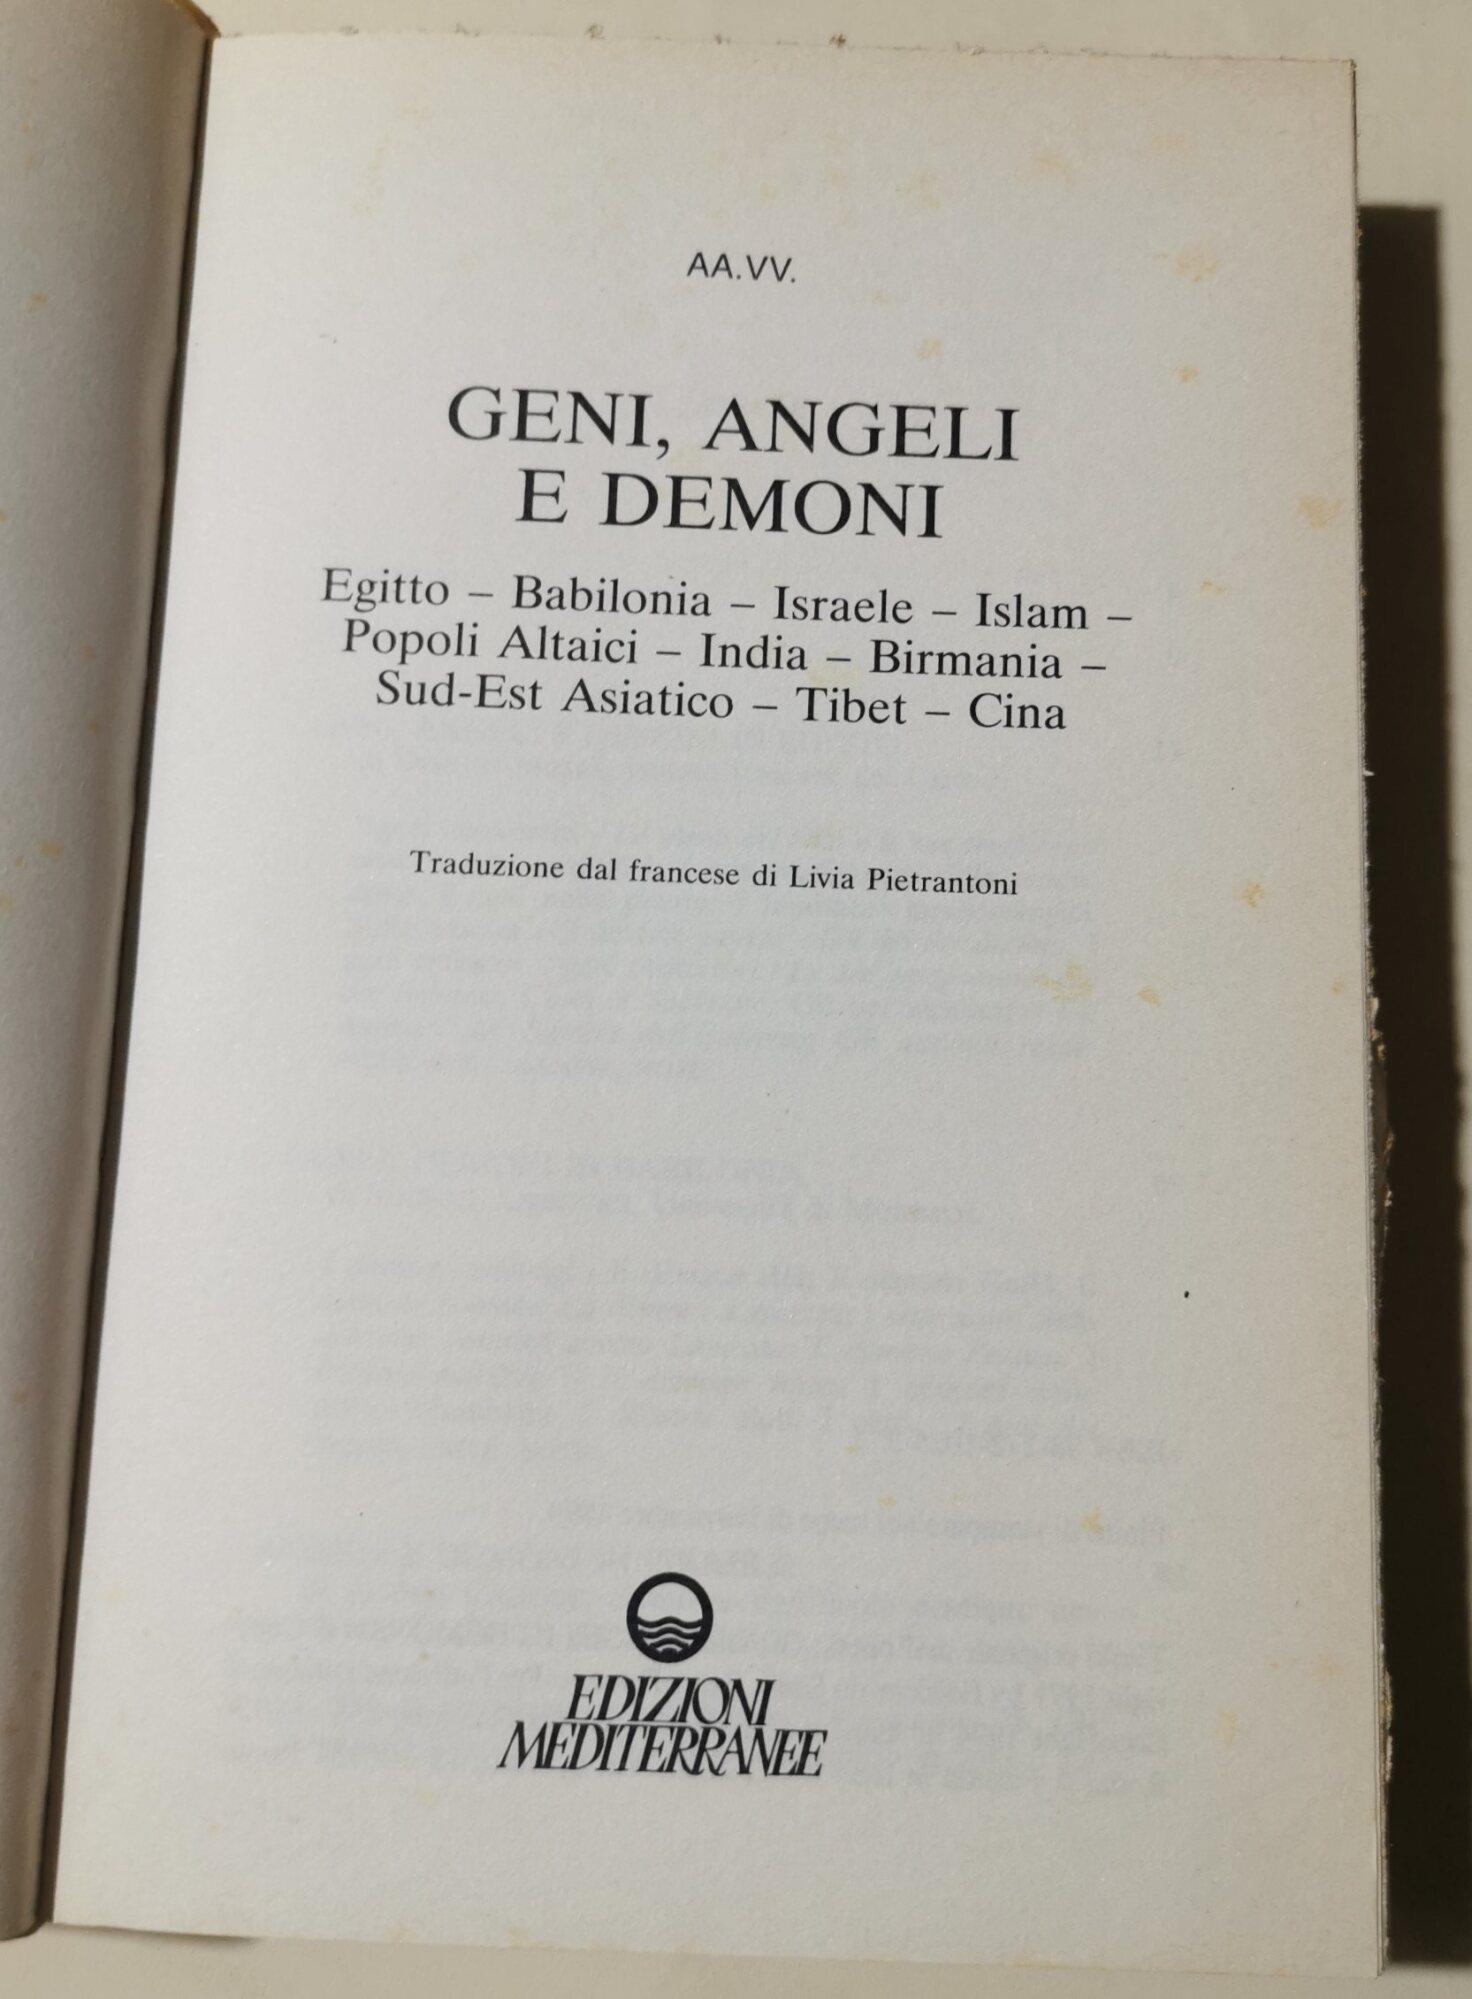 AA.VV.
GENI, ANGELI
E DEMONI
Egitto – Babilonia – Israele – Islam –
Popoli Altaici – India – Birmania –
Sud-Est Asiatico – Tibet – Cina
Traduzione dal francese di Livia Pietrantoni
EDIZIONI
MEDITERRANEE